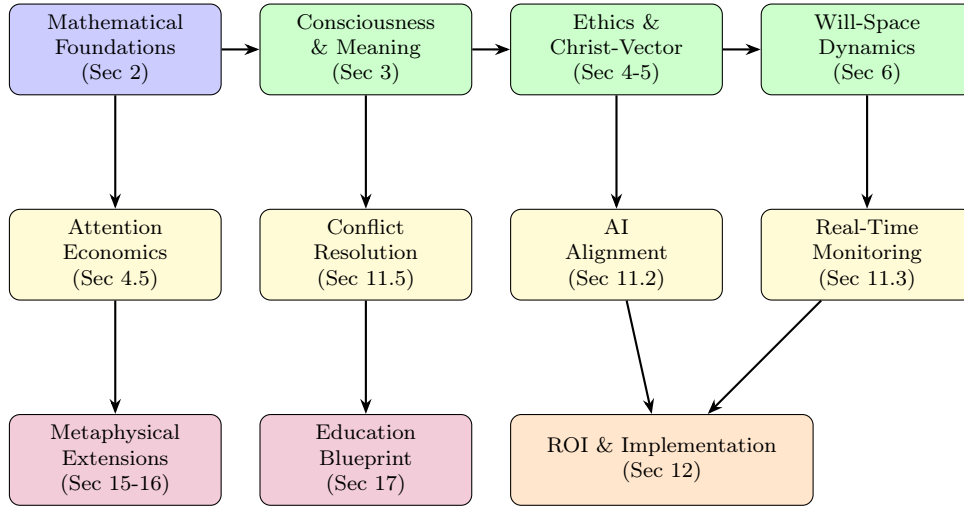 Mathematical
Foundations
(Sec 2)
Consciousness
& Meaning
(Sec 3)
Ethics &
Christ-Vector
(Sec 4-5)
Will-Space
Dynamics
(Sec 6)
Attention
Economics
(Sec 4.5)
Conflict
Resolution
(Sec 11.5)
AI
Alignment
(Sec 11.2)
Real-Time
Monitoring
(Sec 11.3)
Metaphysical
Extensions
(Sec 15-16)
Education
Blueprint
(Sec 17)
ROI & Implementation
(Sec 12)